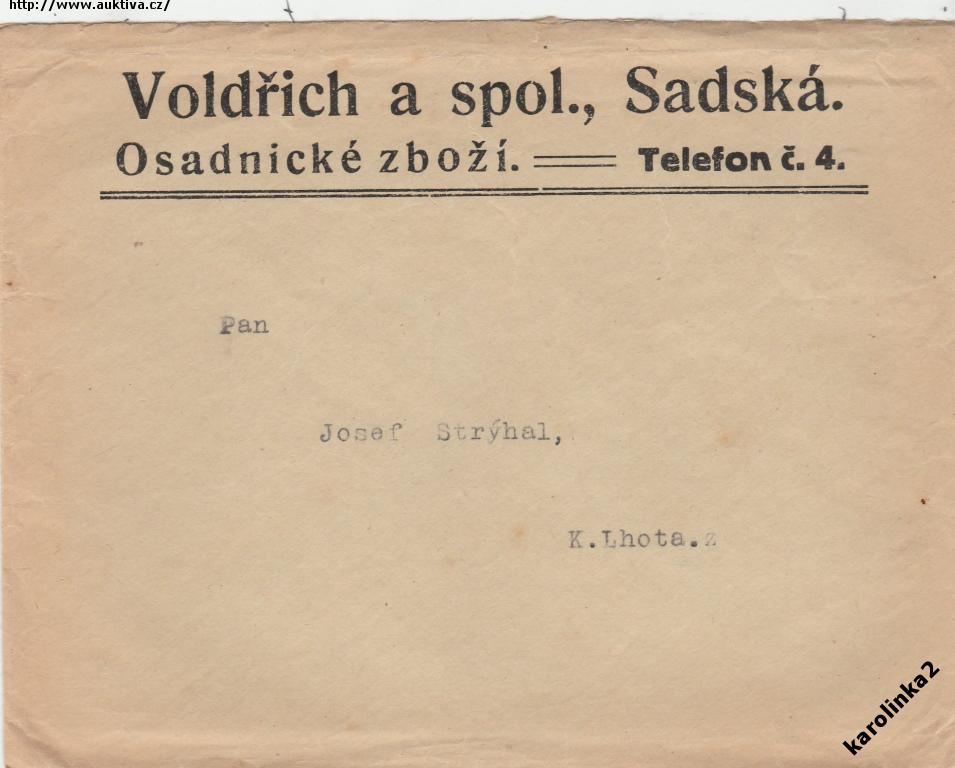 http://www.auktiva.cz/
Voldřich a spol., Sadská.
Osadnické zboží. Telefon č. 4.
Pan
Josef Strýhal,
K.Lhota.z
karolinka2